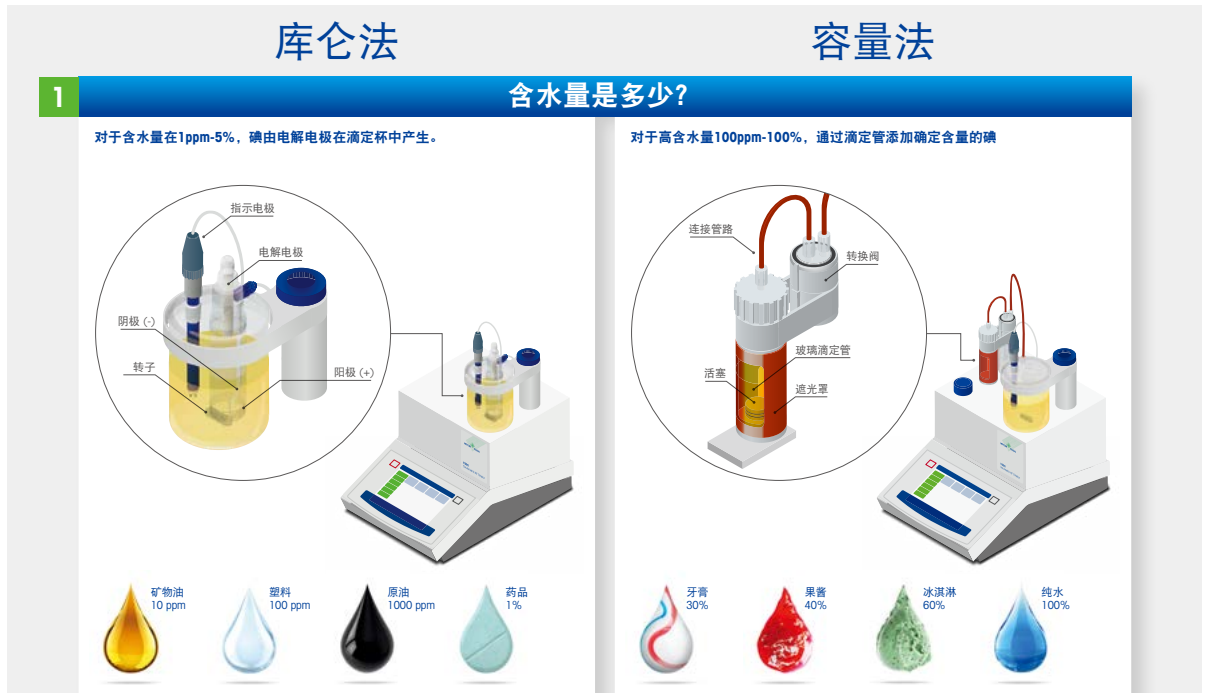 库仑法
容量法
1
含水量是多少?
对于含水量在1ppm-5%，碘由电解电极在滴定杯中产生。
指示电极
电解电极
阴极 (-)
转子
阳极 (+)
矿物油
10 ppm
塑料
100 ppm
原油
1000 ppm
药品
1%
对于高含水量100ppm-100%，通过滴定管添加确定含量的碘
连接管路
转换阀
玻璃滴定管
活塞
遮光罩
牙膏
30%
果酱
40%
冰淇淋
60%
纯水
100%